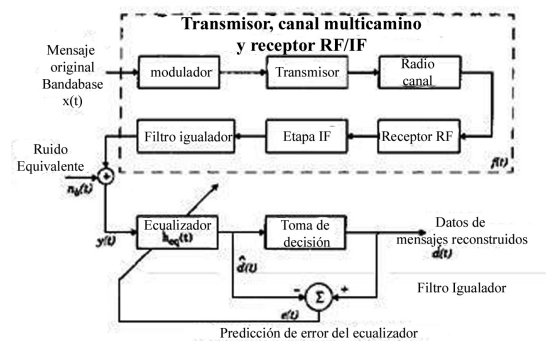 Transmisor, canal multicamino
y receptor RF/IF
Mensaje
original
Bandabase
x(t)
modulador
Transmisor
Radio
canal
Filtro igualador
Etapa IF
Receptor RF
f(t)
Ruido
Equivalente
n_b(t)
+
y(t)
Ecualizador
h_eq(t)
Toma de
decisión
Datos de
mensajes reconstruidos
d(t)
d̂(t)
- Σ +
Filtro Igualador
e(t)
Predicción de error del ecualizador